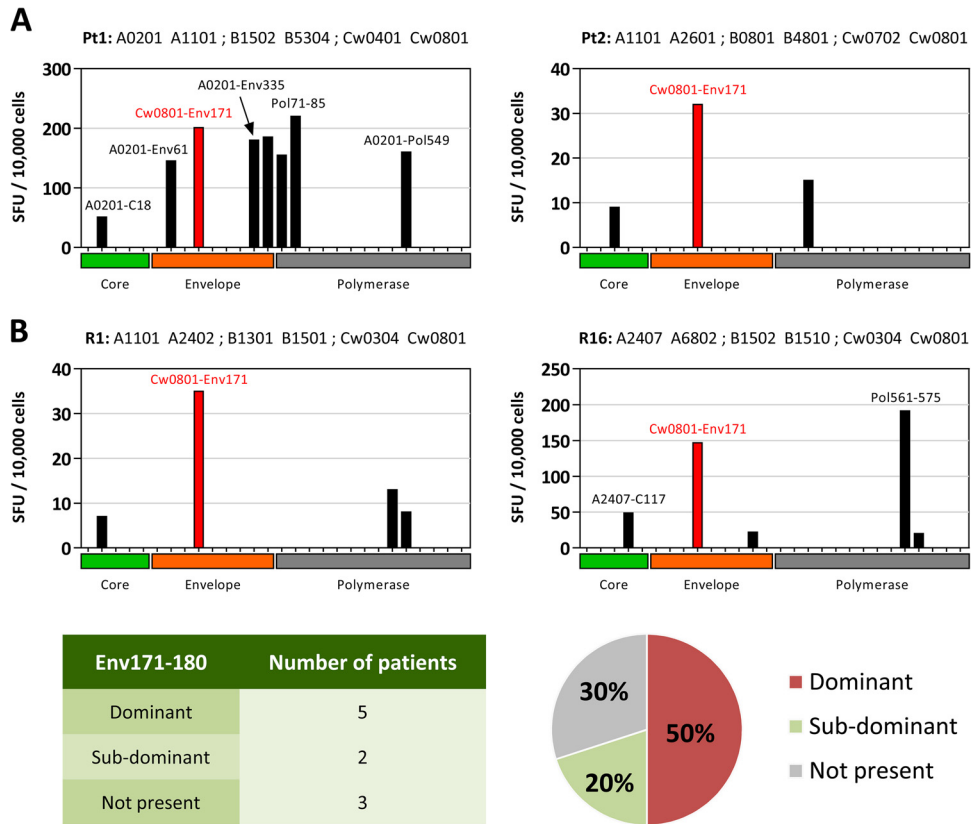 A
Pt1: A0201 A1101 ; B1502 B5304 ; Cw0401 Cw0801
SFU / 10,000 cells
300
200
100
0
A0201-C18
A0201-Env61
Cw0801-Env171
A0201-Env335
Pol71-85
A0201-Pol549
Core
Envelope
Polymerase
Pt2: A1101 A2601 ; B0801 B4801 ; Cw0702 Cw0801
SFU / 10,000 cells
40
30
20
10
0
Cw0801-Env171
Core
Envelope
Polymerase
B
R1: A1101 A2402 ; B1301 B1501 ; Cw0304 Cw0801
SFU / 10,000 cells
40
30
20
10
0
Cw0801-Env171
Core
Envelope
Polymerase
R16: A2407 A6802 ; B1502 B1510 ; Cw0304 Cw0801
SFU / 10,000 cells
250
200
150
100
50
0
A2407-C117
Cw0801-Env171
Pol561-575
Core
Envelope
Polymerase
Env171-180 Number of patients
Dominant 5
Sub-dominant 2
Not present 3
30%
50%
20%
Dominant
Sub-dominant
Not present